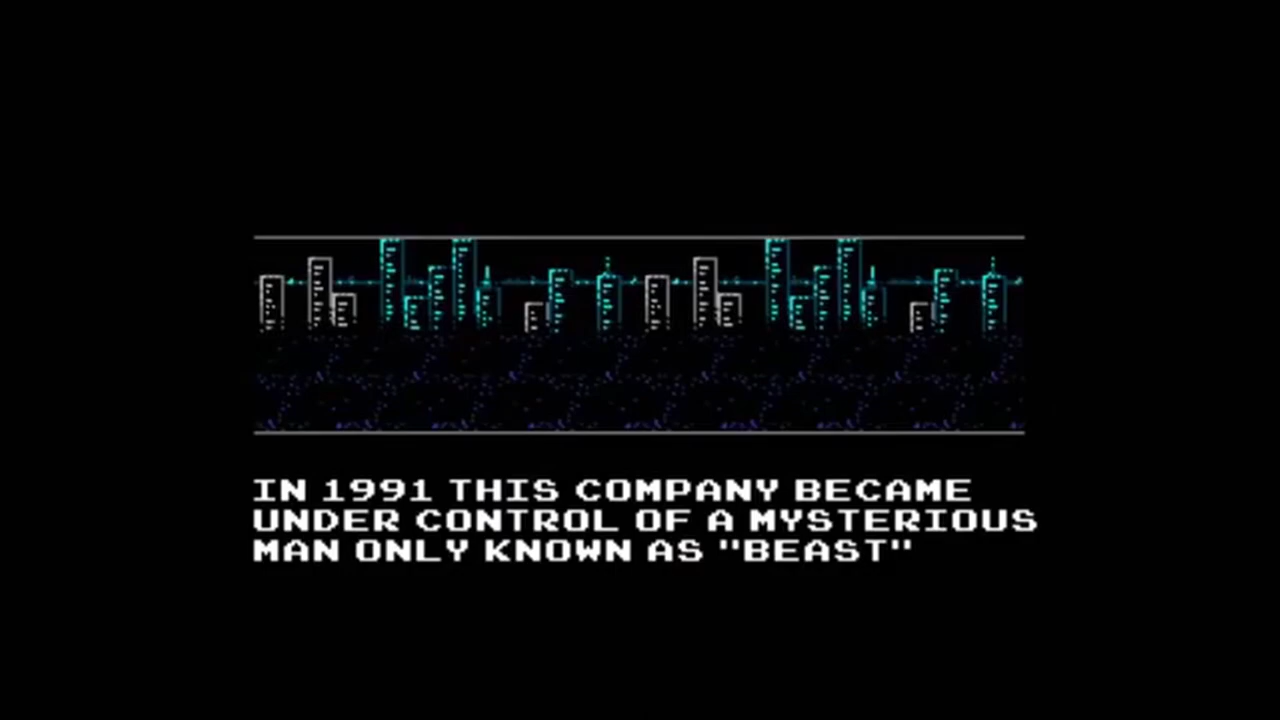 IN 1991 THIS COMPANY BECAME
UNDER CONTROL OF A MYSTERIOUS
MAN ONLY KNOWN AS "BEAST"